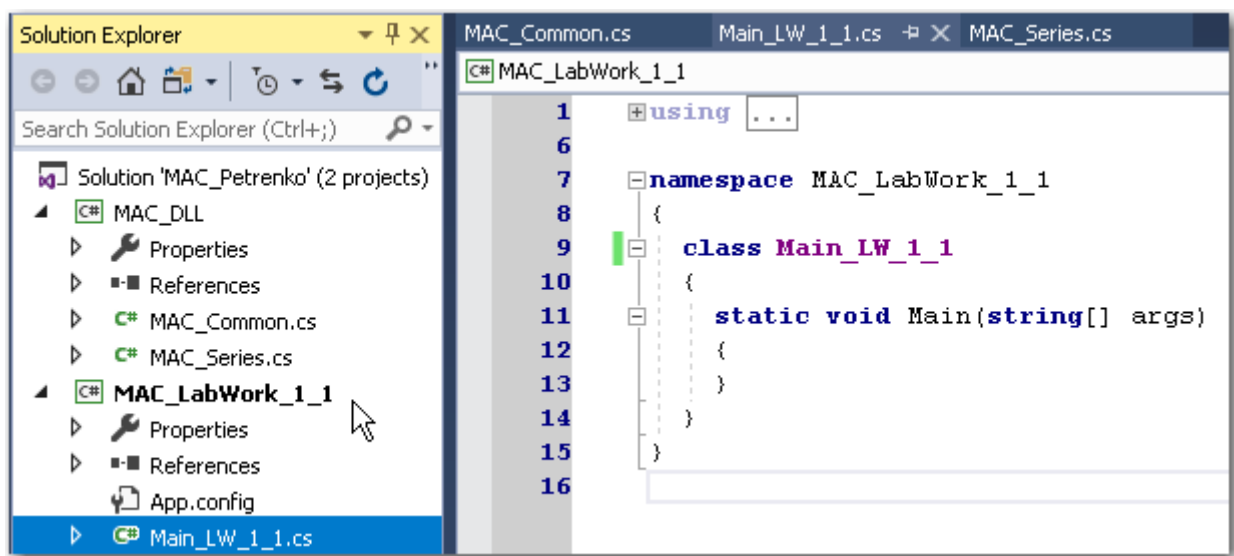 Solution Explorer
Search Solution Explorer (Ctrl+;)
Solution 'MAC_Petrenko' (2 projects)
C# MAC_DLL
Properties
References
C# MAC_Common.cs
C# MAC_Series.cs
C# MAC_LabWork_1_1
Properties
References
App.config
C# Main_LW_1_1.cs
MAC_Common.cs Main_LW_1_1.cs MAC_Series.cs
C# MAC_LabWork_1_1
1 using ...
6
7 namespace MAC_LabWork_1_1
8 {
9 class Main_LW_1_1
10 {
11 static void Main(string[] args)
12 {
13 }
14 }
15 }
16